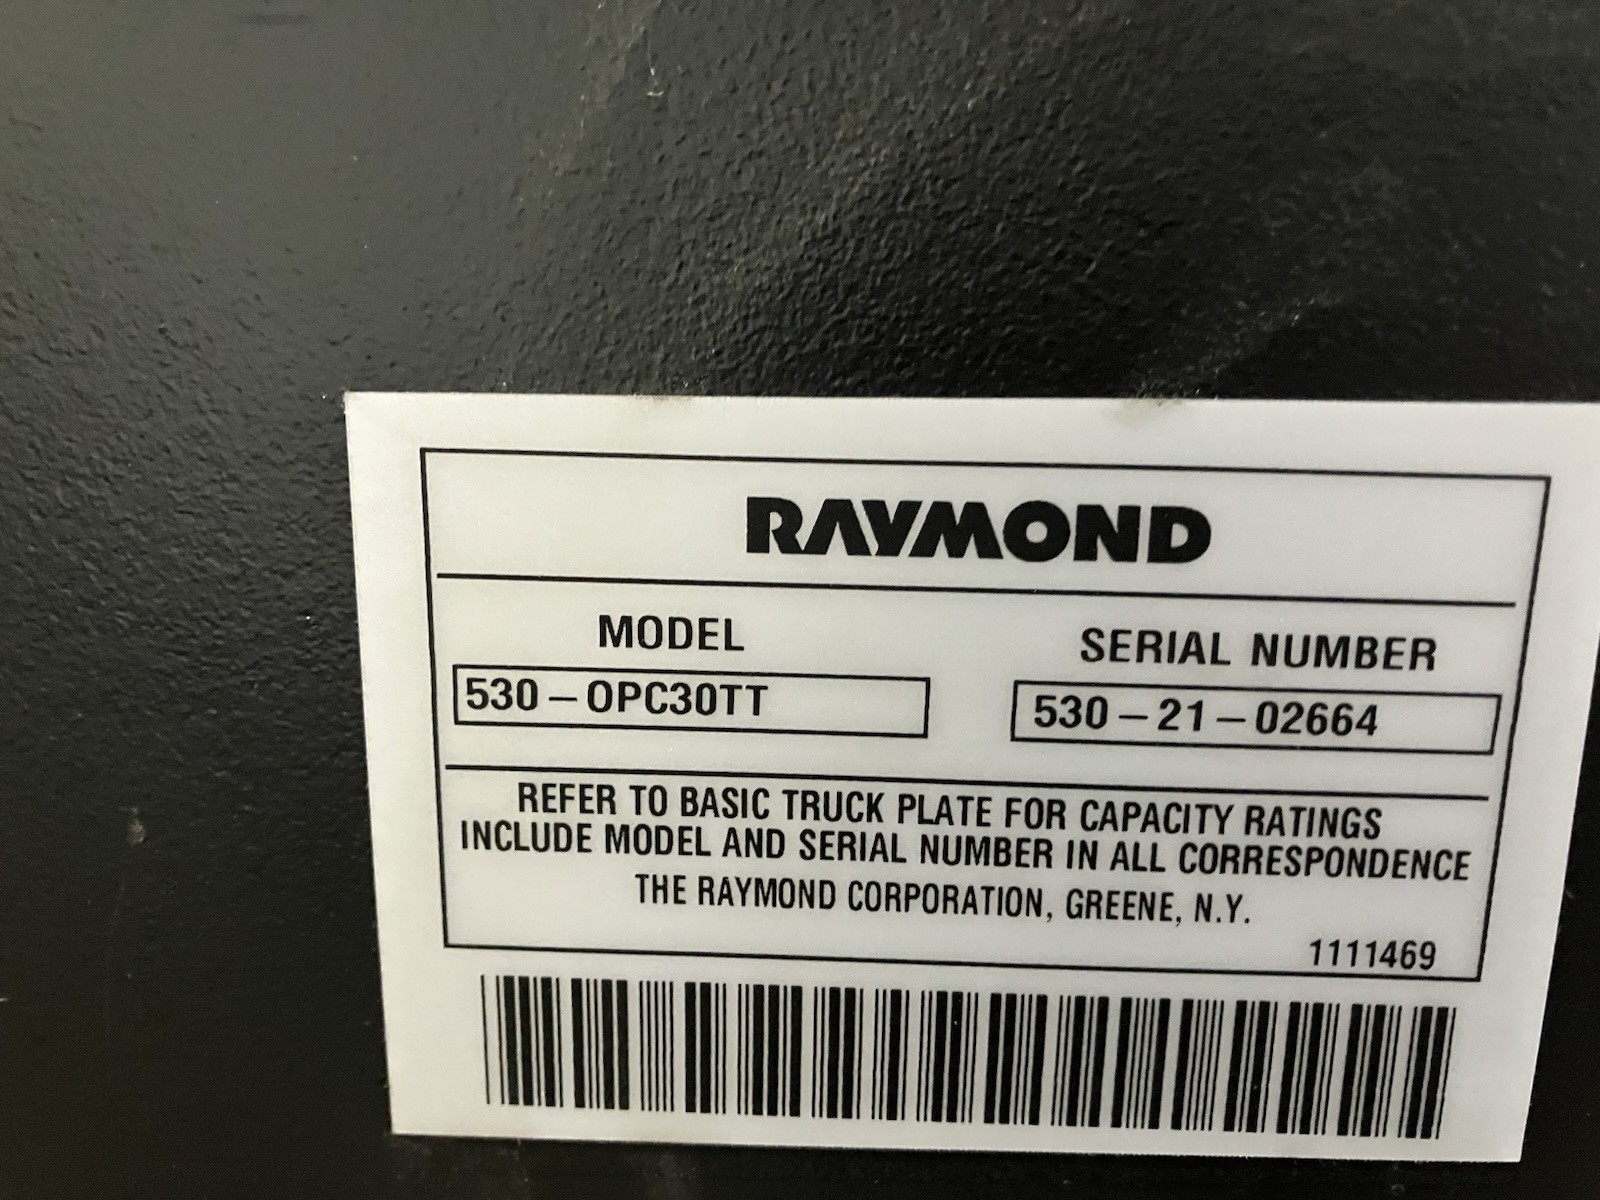 RAYMOND
MODEL SERIAL NUMBER
530-OPC30TT 530-21-02664
REFER TO BASIC TRUCK PLATE FOR CAPACITY RATINGS
INCLUDE MODEL AND SERIAL NUMBER IN ALL CORRESPONDENCE
THE RAYMOND CORPORATION, GREENE, N.Y.
1111469